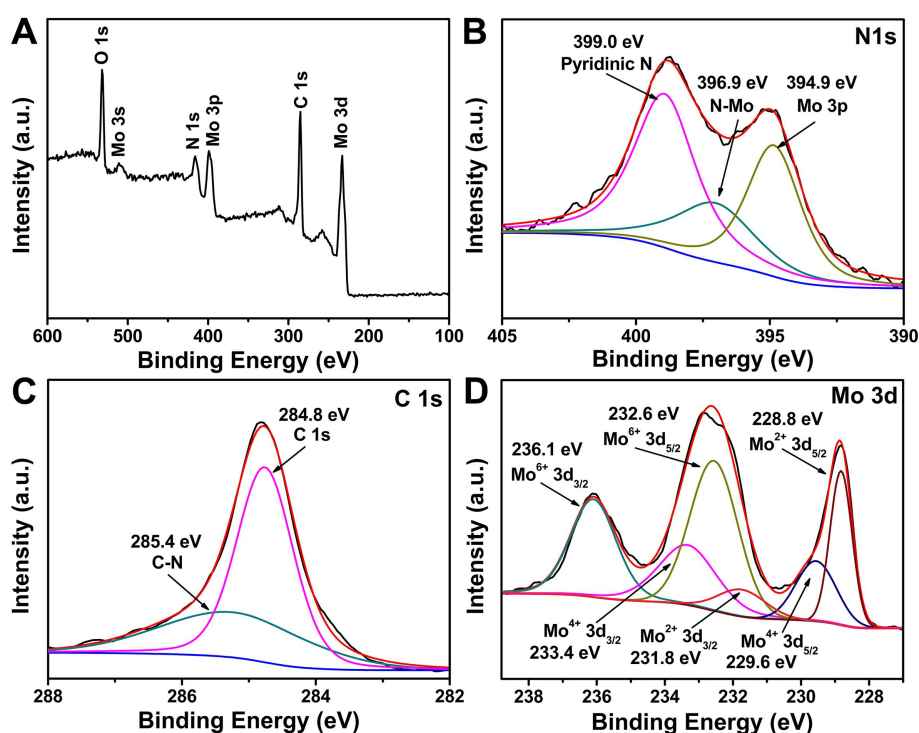 A
O 1s
Mo 3s
N 1s
Mo 3p
C 1s
Mo 3d
Intensity (a.u.)
600 500 400 300 200 100
Binding Energy (eV)
B
N1s
399.0 eV
Pyridinic N
396.9 eV
N-Mo
394.9 eV
Mo 3p
Intensity (a.u.)
405 400 395 390
Binding Energy (eV)
C
C 1s
284.8 eV
C 1s
285.4 eV
C-N
Intensity (a.u.)
288 286 284 282
Binding Energy (eV)
D
Mo 3d
236.1 eV
Mo⁶⁺ 3d₃/₂
232.6 eV
Mo⁶⁺ 3d₅/₂
228.8 eV
Mo²⁺ 3d₅/₂
Mo⁴⁺ 3d₃/₂
233.4 eV
Mo²⁺ 3d₃/₂
231.8 eV
Mo⁴⁺ 3d₅/₂
229.6 eV
Intensity (a.u.)
238 236 234 232 230 228
Binding Energy (eV)